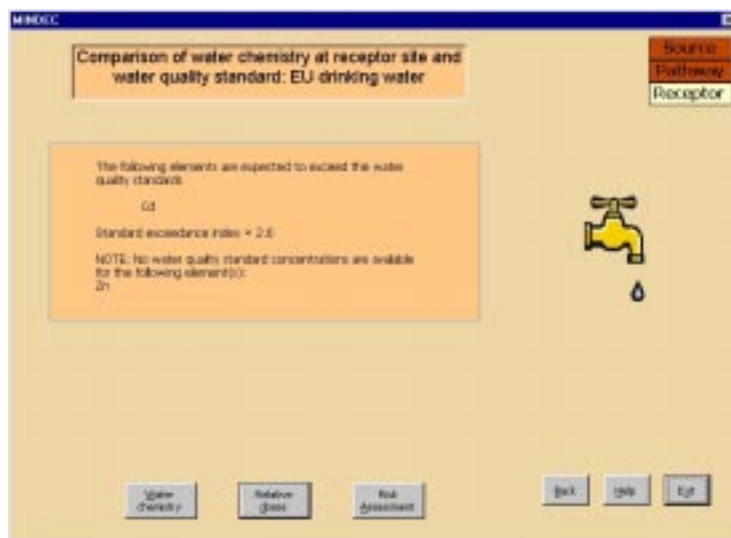 MINDEC
Comparison of water chemistry at receptor site and
water quality standard: EU drinking water
Source
Pathway
Receptor
The following elements are expected to exceed the water
quality standards
Cd
Standard exceedance index = 2.6
NOTE: No water quality standard concentrations are available
for the following element(s):
Zn
Water
chemistry
Relative
doses
Risk
Assessment
Back
Help
Exit